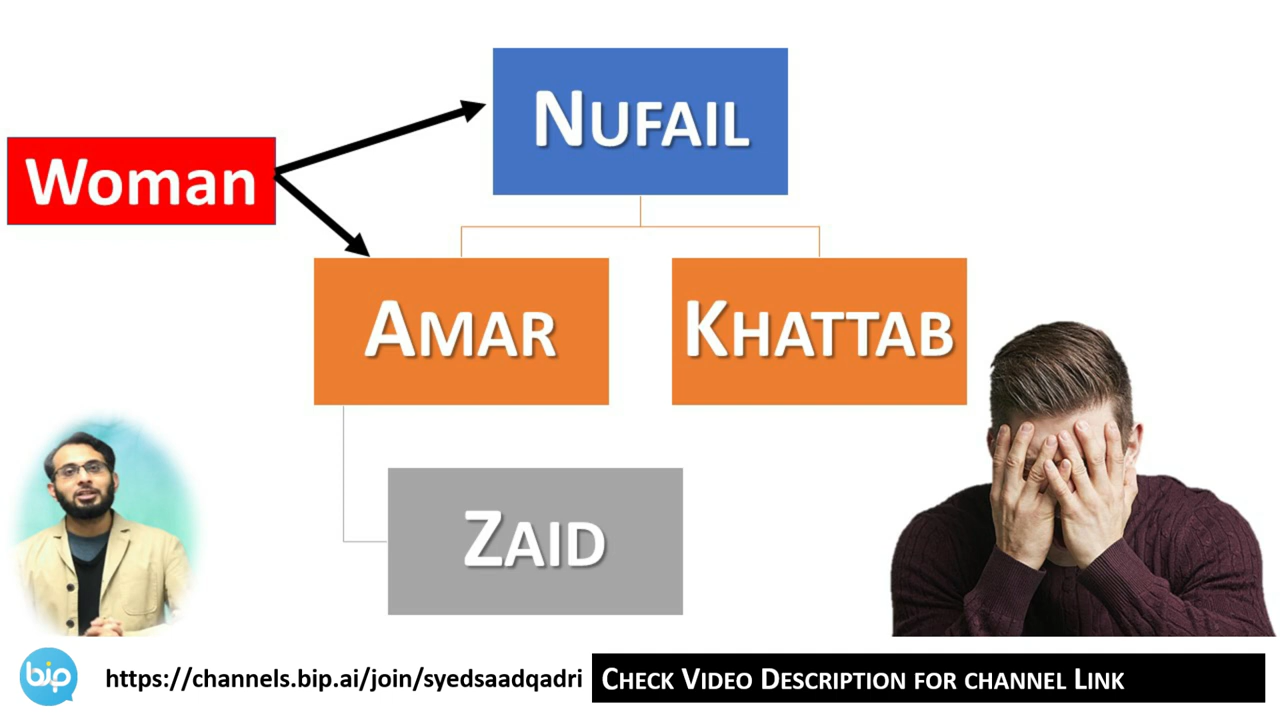 NUFAIL
Woman
AMAR
KHATTAB
ZAID
bip
https://channels.bip.ai/join/syedsaadqadri
CHECK VIDEO DESCRIPTION FOR CHANNEL LINK